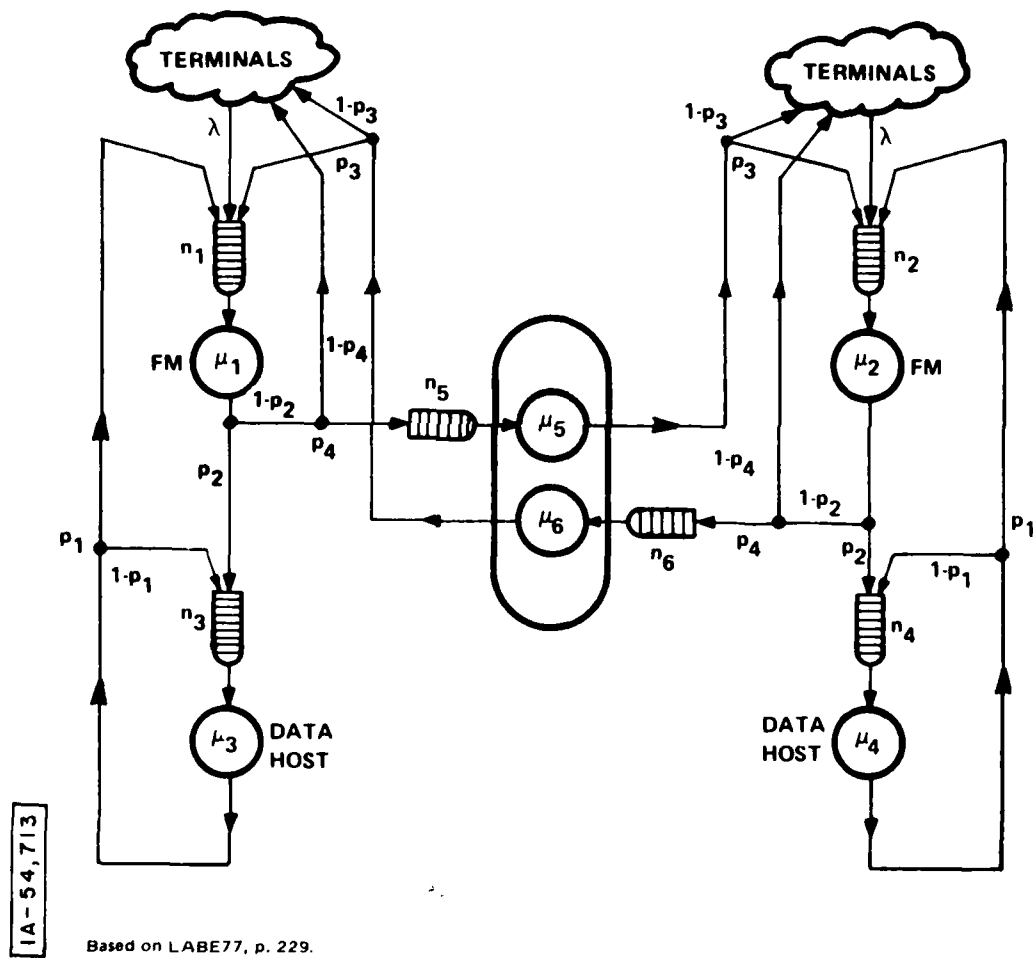 TERMINALS
TERMINALS
1-p3
1-p3
λ
λ
p3
p3
n1
n2
μ1
FM
μ2
FM
1-p4
n5
1-p2
p4
μ5
1-p4
p2
μ6
n6
p4
1-p2
p2
p1
1-p1
1-p1
p1
n3
n4
μ3
DATA
HOST
DATA
HOST
μ4
IA-54,713
Based on LABE77, p. 229.